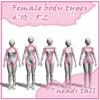 Female body types
4'10 - 5'2
7 heads tall